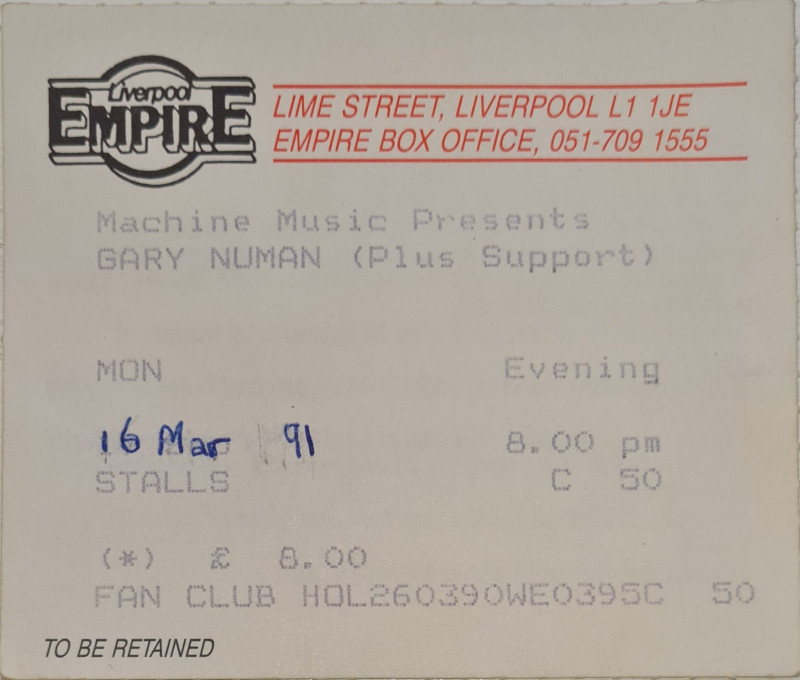 Liverpool
EMPIRE
LIME STREET, LIVERPOOL L1 1JE
EMPIRE BOX OFFICE, 051-709 1555
Machine Music Presents
GARY NUMAN (Plus Support)
MON Evening
16 Mar 91 8.00 pm
STALLS C 50
(*) £ 8.00
FAN CLUB HOL260390WE0395C 50
TO BE RETAINED